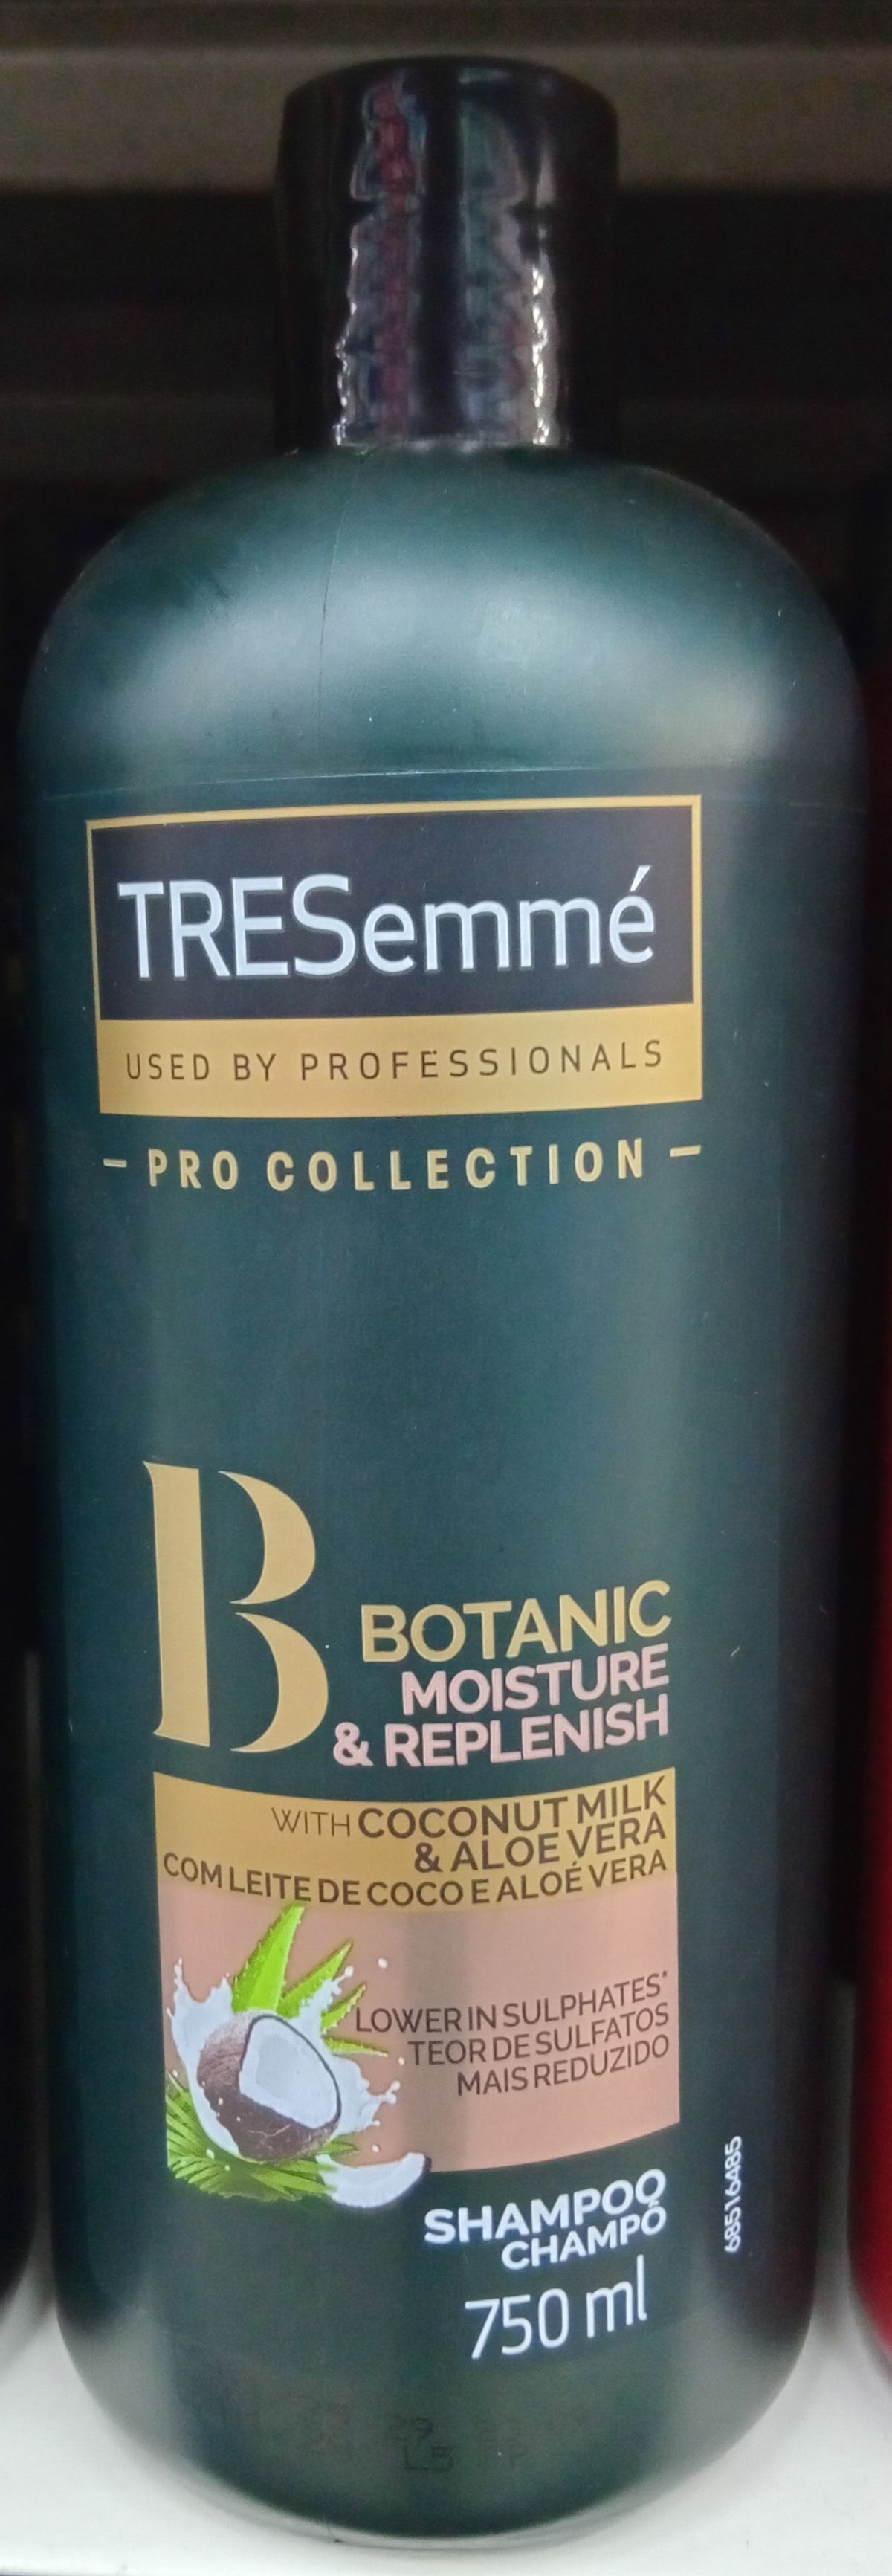 TRESemmé
USED BY PROFESSIONALS
– PRO COLLECTION –
B
BOTANIC
MOISTURE
& REPLENISH
WITH COCONUT MILK
& ALOE VERA
COM LEITE DE COCO E ALOÉ VERA
LOWER IN SULPHATES*
TEOR DE SULFATOS
MAIS REDUZIDO
SHAMPOO
CHAMPÔ
750 ml
68516485